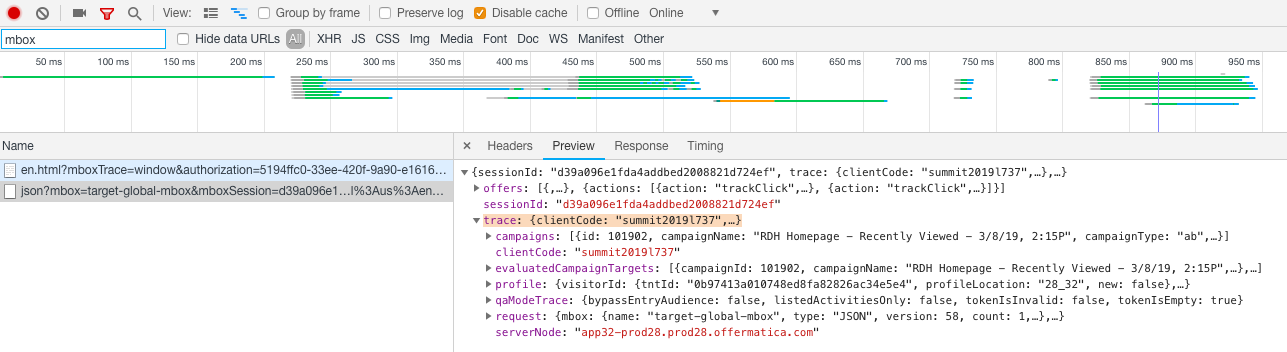 View: Group by frame Preserve log Disable cache Offline Online
mbox Hide data URLs All XHR JS CSS Img Media Font Doc WS Manifest Other
50 ms 100 ms 150 ms 200 ms 250 ms 300 ms 350 ms 400 ms 450 ms 500 ms 550 ms 600 ms 650 ms 700 ms 750 ms 800 ms 850 ms 900 ms 950 ms
Name
en.html?mboxTrace=window&authorization=5194ffc0-33ee-420f-9a90-e1616…
json?mbox=target-global-mbox&mboxSession=d39a096e1…l%3Aus%3Aen…
× Headers Preview Response Timing
{sessionId: "d39a096e1fda4addbed2008821d724ef", trace: {clientCode: "summit2019l737",…},…}
offers: [{,…}, {actions: [{action: "trackClick",…}, {action: "trackClick",…}]}]
sessionId: "d39a096e1fda4addbed2008821d724ef"
trace: {clientCode: "summit2019l737",…}
campaigns: [{id: 101902, campaignName: "RDH Homepage – Recently Viewed – 3/8/19, 2:15P", campaignType: "ab",…}]
clientCode: "summit2019l737"
evaluatedCampaignTargets: [{campaignId: 101902, campaignName: "RDH Homepage – Recently Viewed – 3/8/19, 2:15P",…},…]
profile: {visitorId: {tntId: "0b97413a010748ed8fa82826ac34e5e4", profileLocation: "28_32", new: false},…}
qaModeTrace: {bypassEntryAudience: false, listedActivitiesOnly: false, tokenIsInvalid: false, tokenIsEmpty: true}
request: {mbox: {name: "target-global-mbox", type: "JSON", version: 58, count: 1,…},…}
serverNode: "app32-prod28.prod28.offermatica.com"